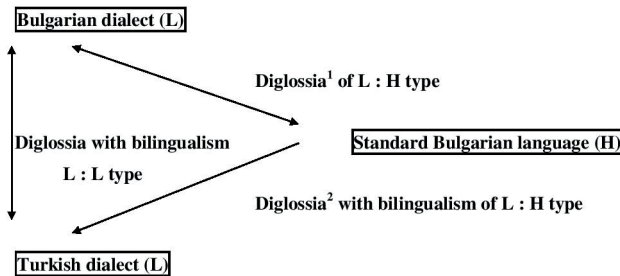 Bulgarian dialect (L)
Diglossia¹ of L : H type
Diglossia with bilingualism
L : L type
Standard Bulgarian language (H)
Diglossia² with bilingualism of L : H type
Turkish dialect (L)